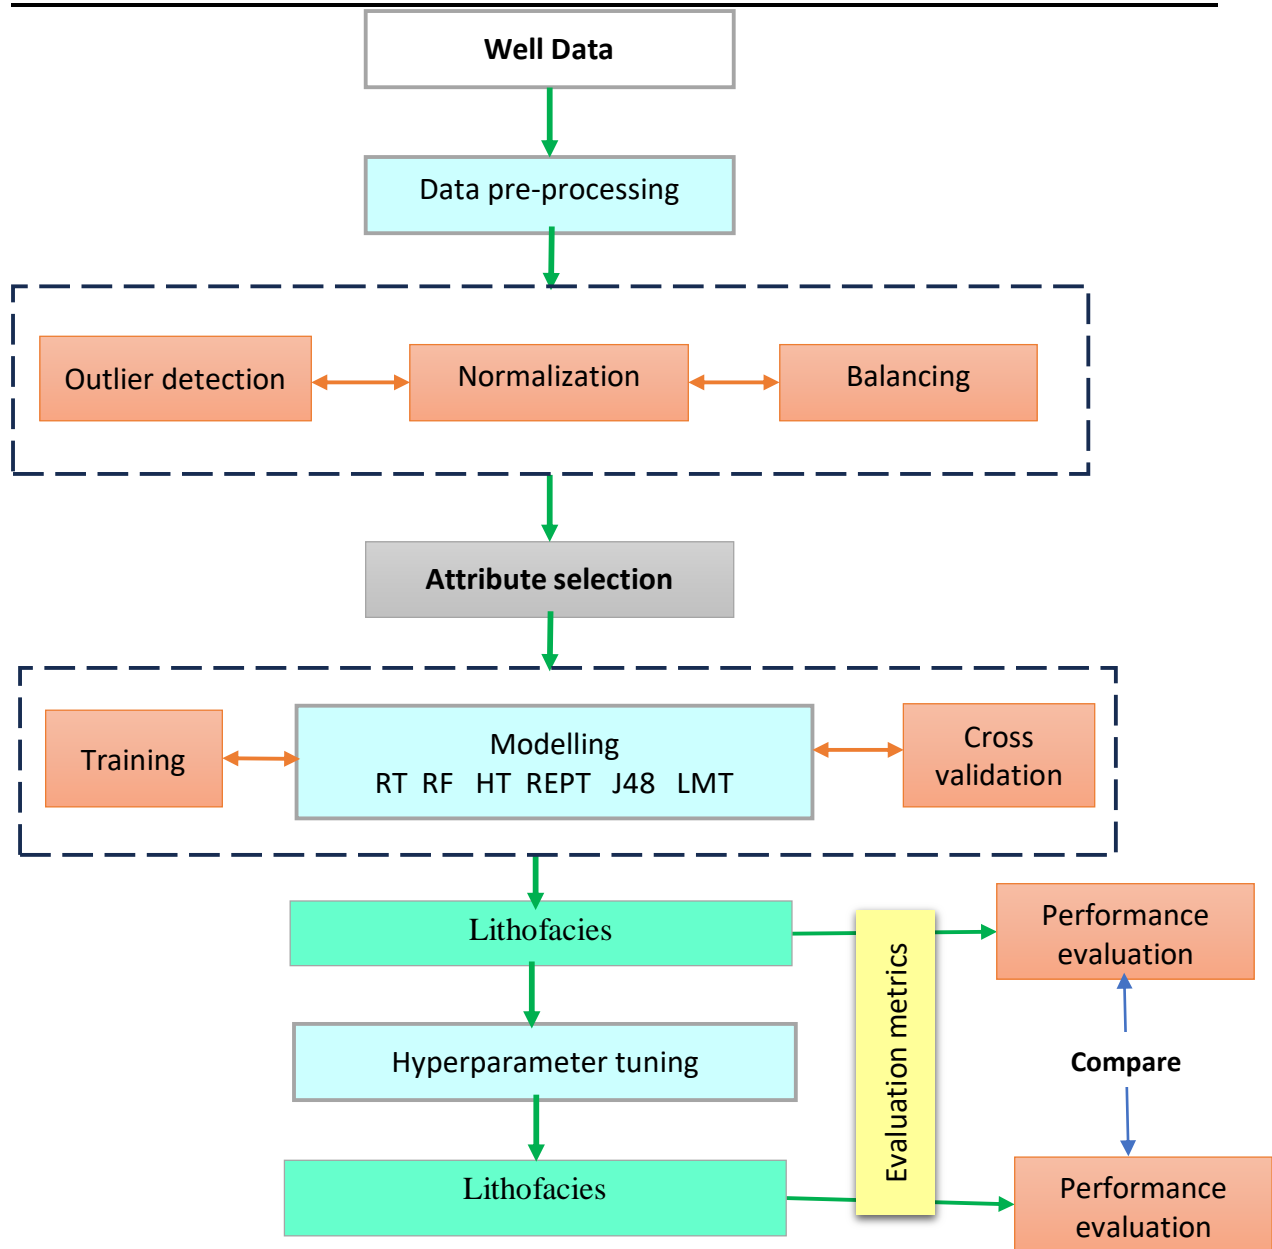 Well Data
Data pre-processing
Outlier detection
Normalization
Balancing
Attribute selection
Training
Modelling
RT RF HT REPT J48 LMT
Cross
validation
Lithofacies
Performance
evaluation
Evaluation metrics
Hyperparameter tuning
Compare
Lithofacies
Performance
evaluation